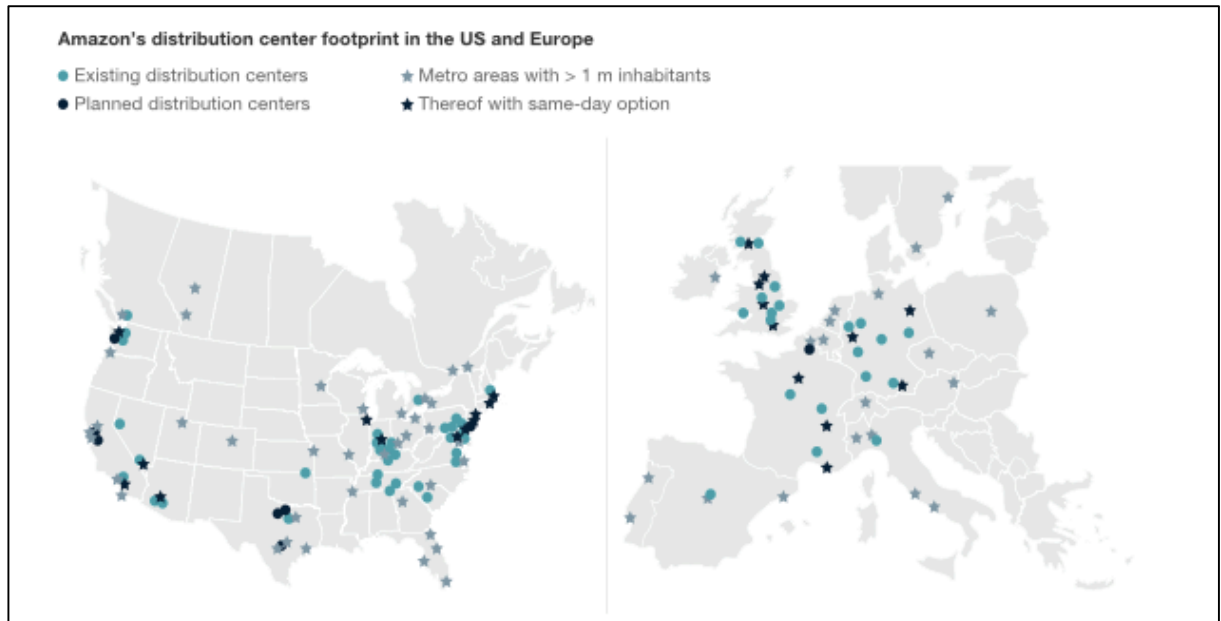 Amazon's distribution center footprint in the US and Europe
Existing distribution centers
Metro areas with > 1 m inhabitants
Planned distribution centers
Thereof with same-day option